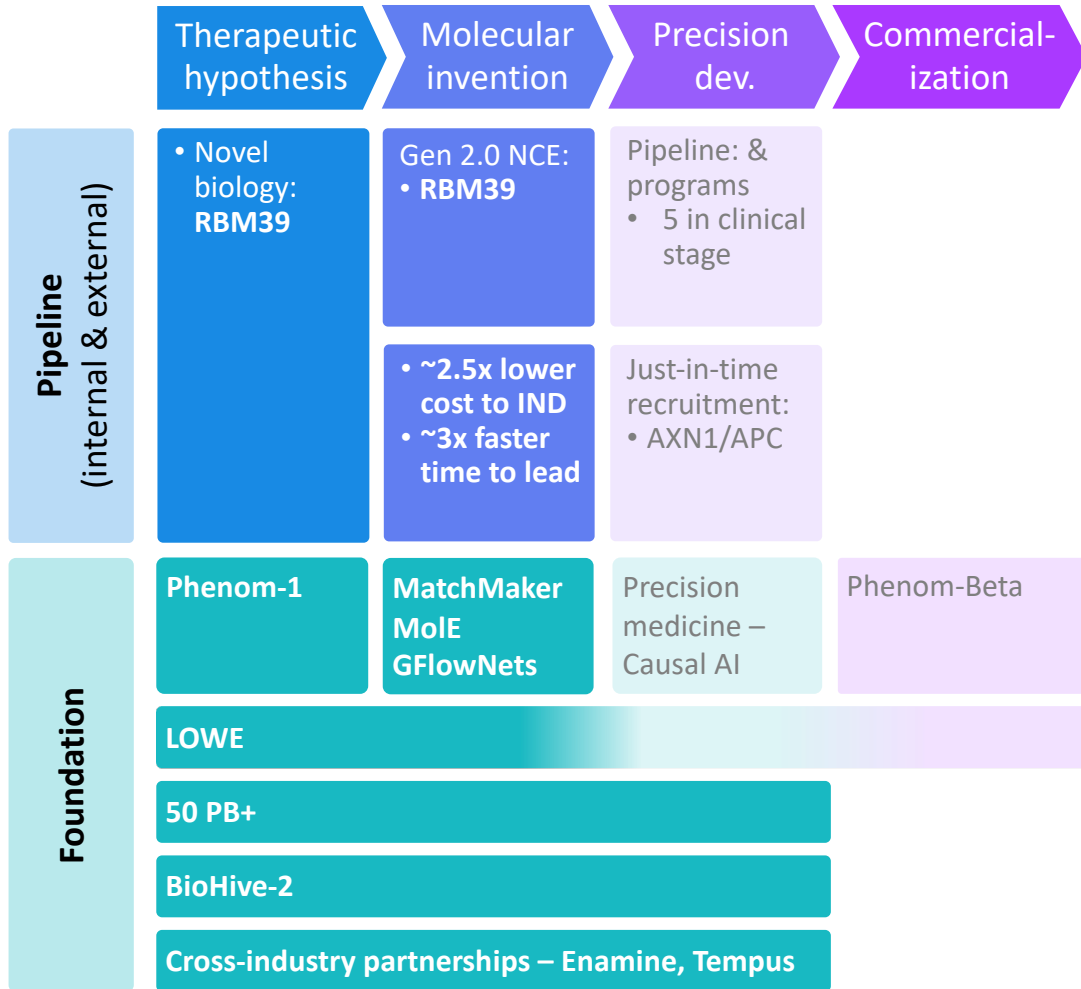 Therapeutic
hypothesis
Molecular
invention
Precision
dev.
Commercial-
ization
Pipeline
(internal & external)
• Novel
biology:
RBM39
Gen 2.0 NCE:
• RBM39
Pipeline: &
programs
• 5 in clinical
stage
• ~2.5x lower
cost to IND
• ~3x faster
time to lead
Just-in-time
recruitment:
• AXN1/APC
Foundation
Phenom-1
MatchMaker
MolE
GFlowNets
Precision
medicine –
Causal AI
Phenom-Beta
LOWE
50 PB+
BioHive-2
Cross-industry partnerships – Enamine, Tempus